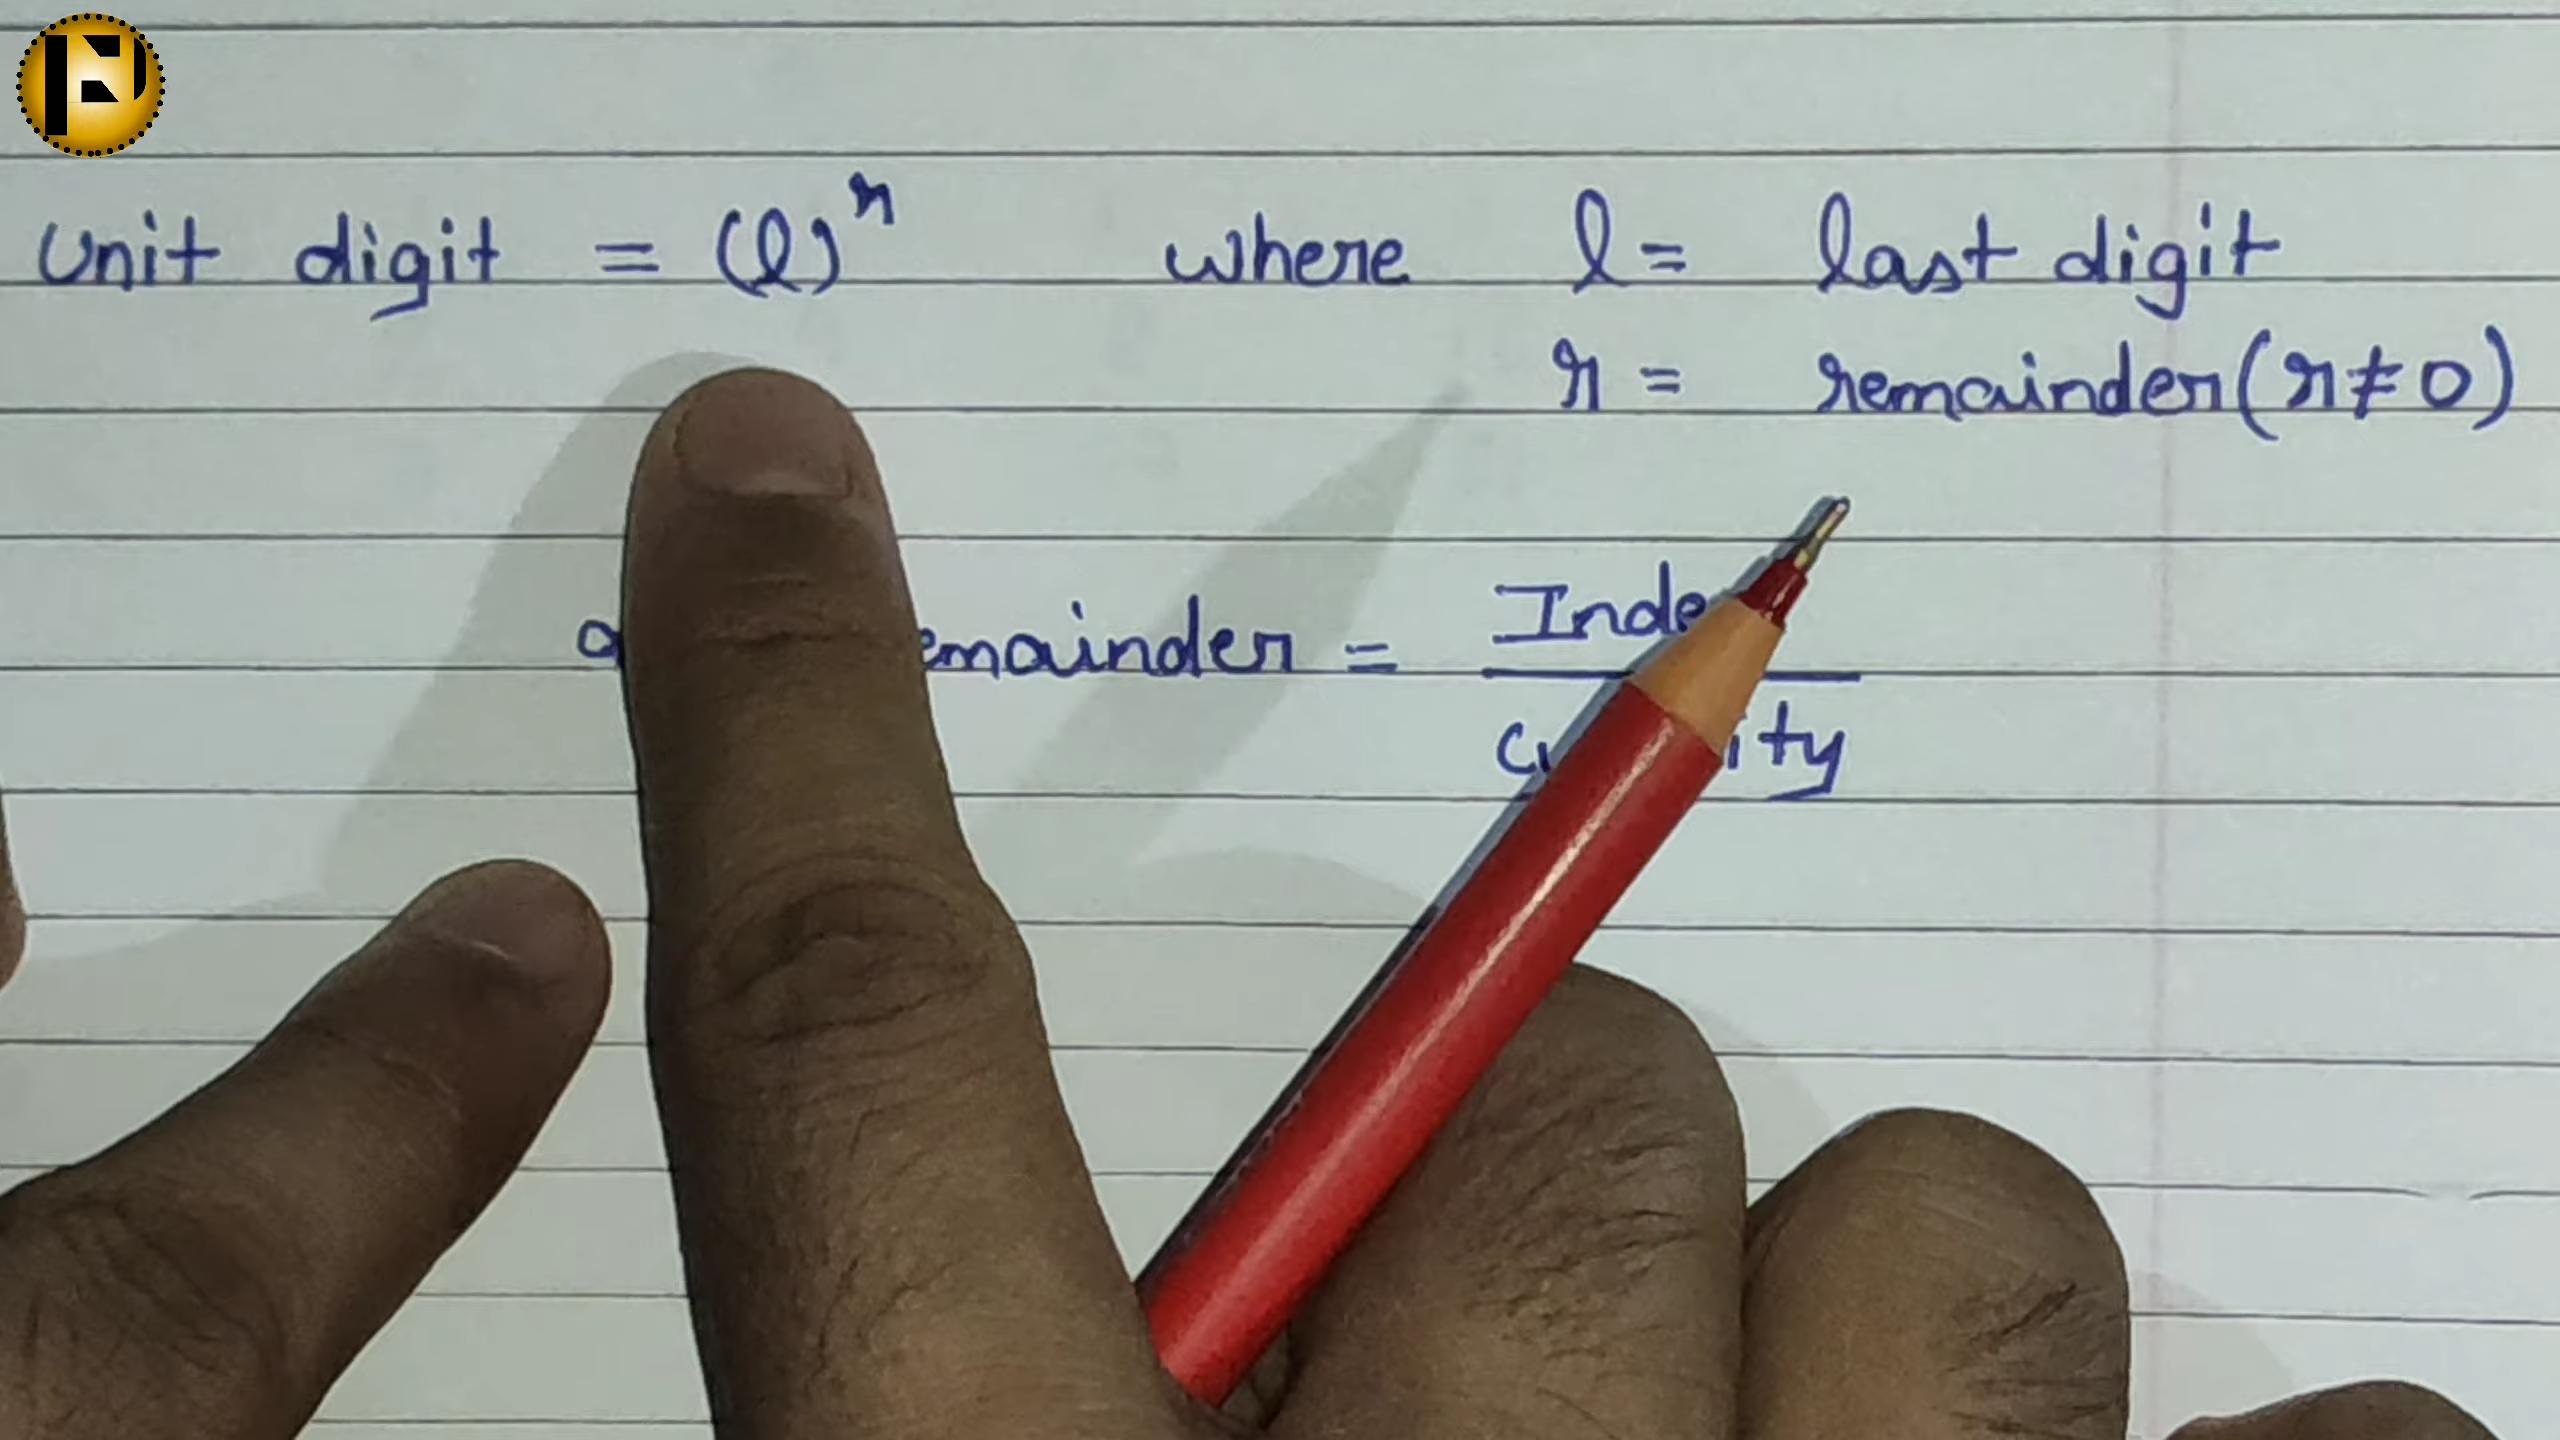 Unit digit = (l)^r where l = last digit
r = remainder (r ≠ 0)
emainder = Inde
ity